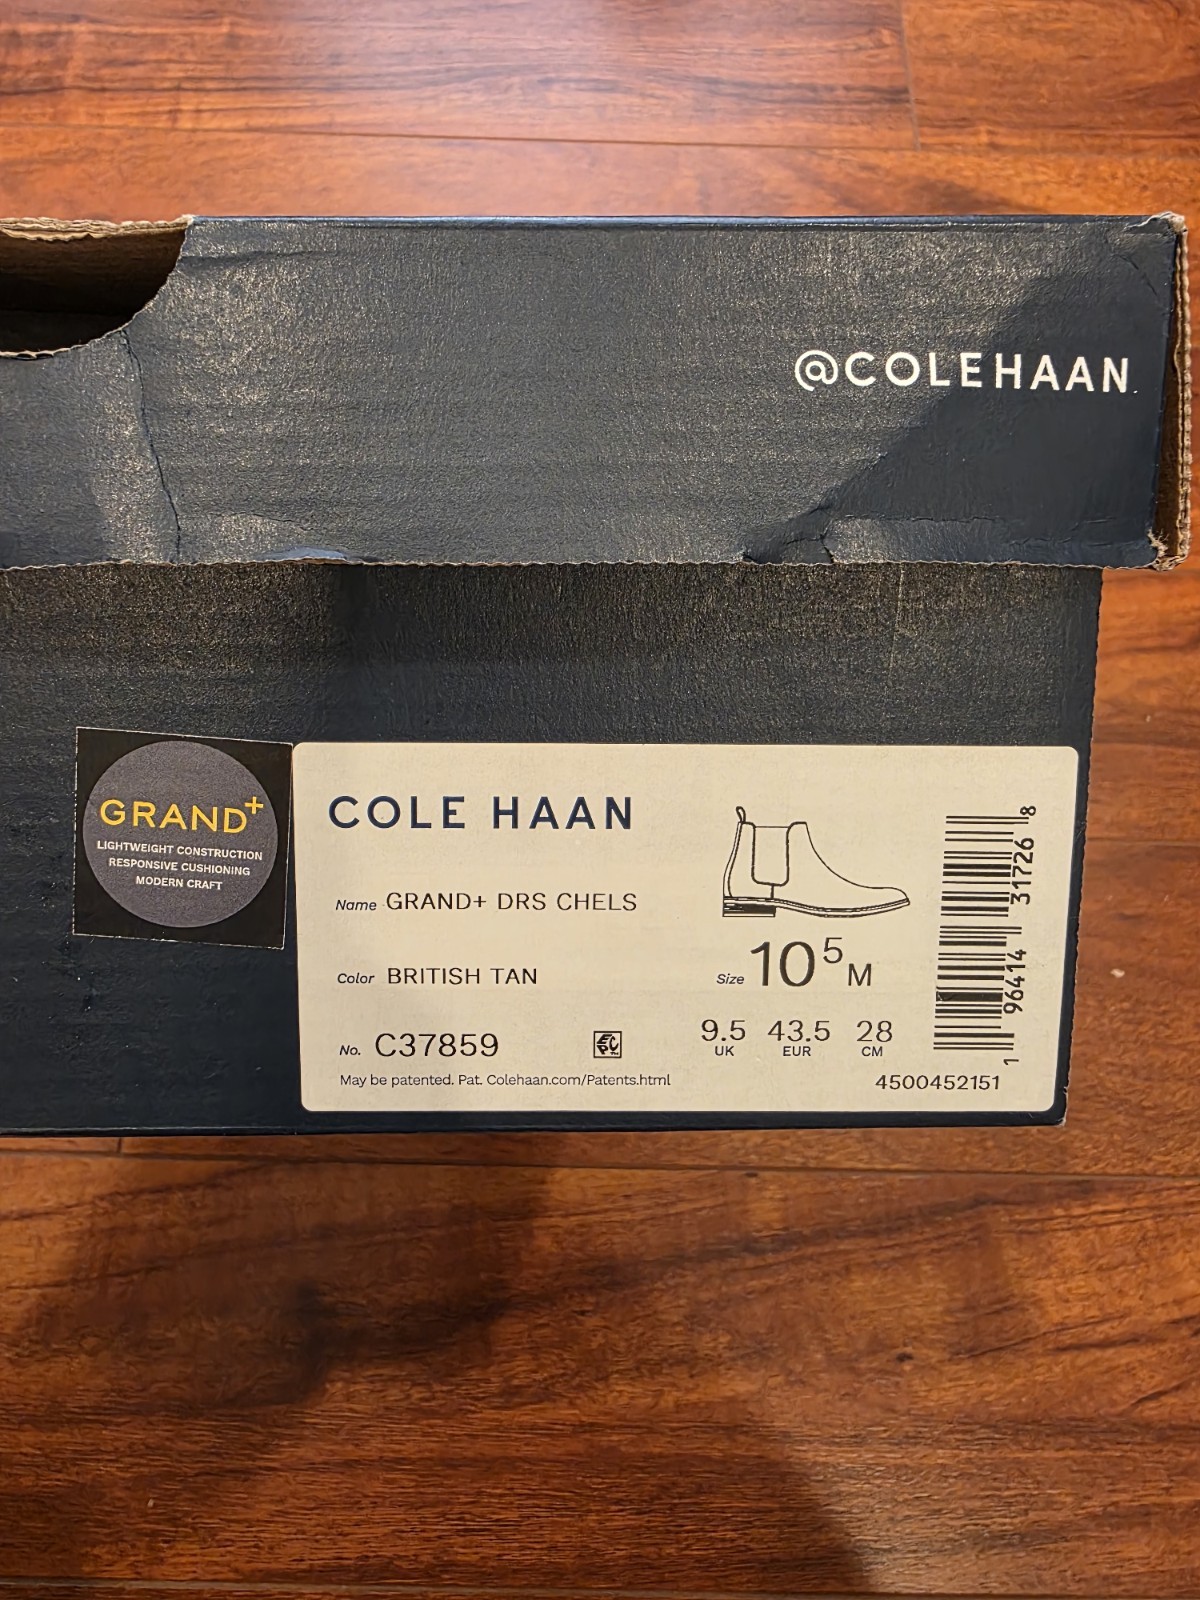 @COLEHAAN
GRAND+
LIGHTWEIGHT CONSTRUCTION
RESPONSIVE CUSHIONING
MODERN CRAFT
COLE HAAN
Name GRAND+ DRS CHELS
Color BRITISH TAN
Size 10⁵ M
No. C37859
9.5 43.5 28
UK EUR CM
May be patented. Pat. Colehaan.com/Patents.html
4500452151
1 96414 31726 8